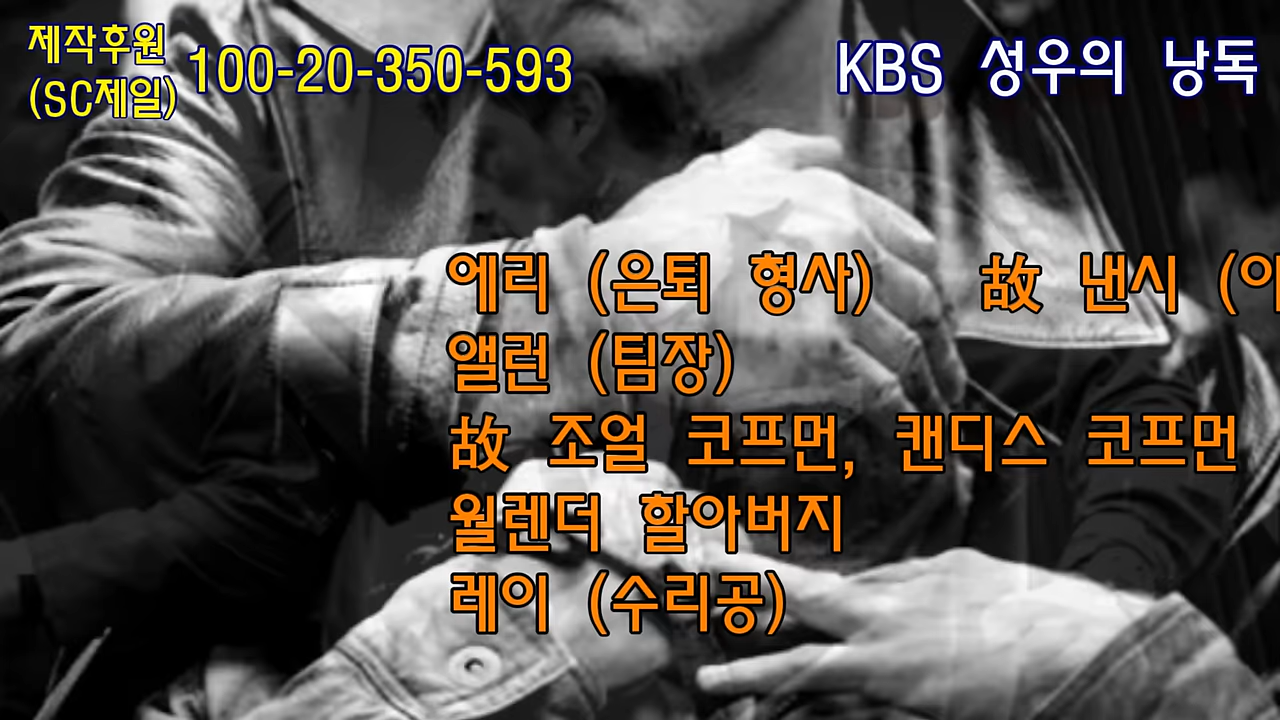 제작후원
(SC제일)
100-20-350-593
KBS 성우의 낭독
에리 (은퇴 형사) 故 낸시
앨런 (팀장)
故 조얼 코프먼, 캔디스 코프먼
월렌더 할아버지
레이 (수리공)